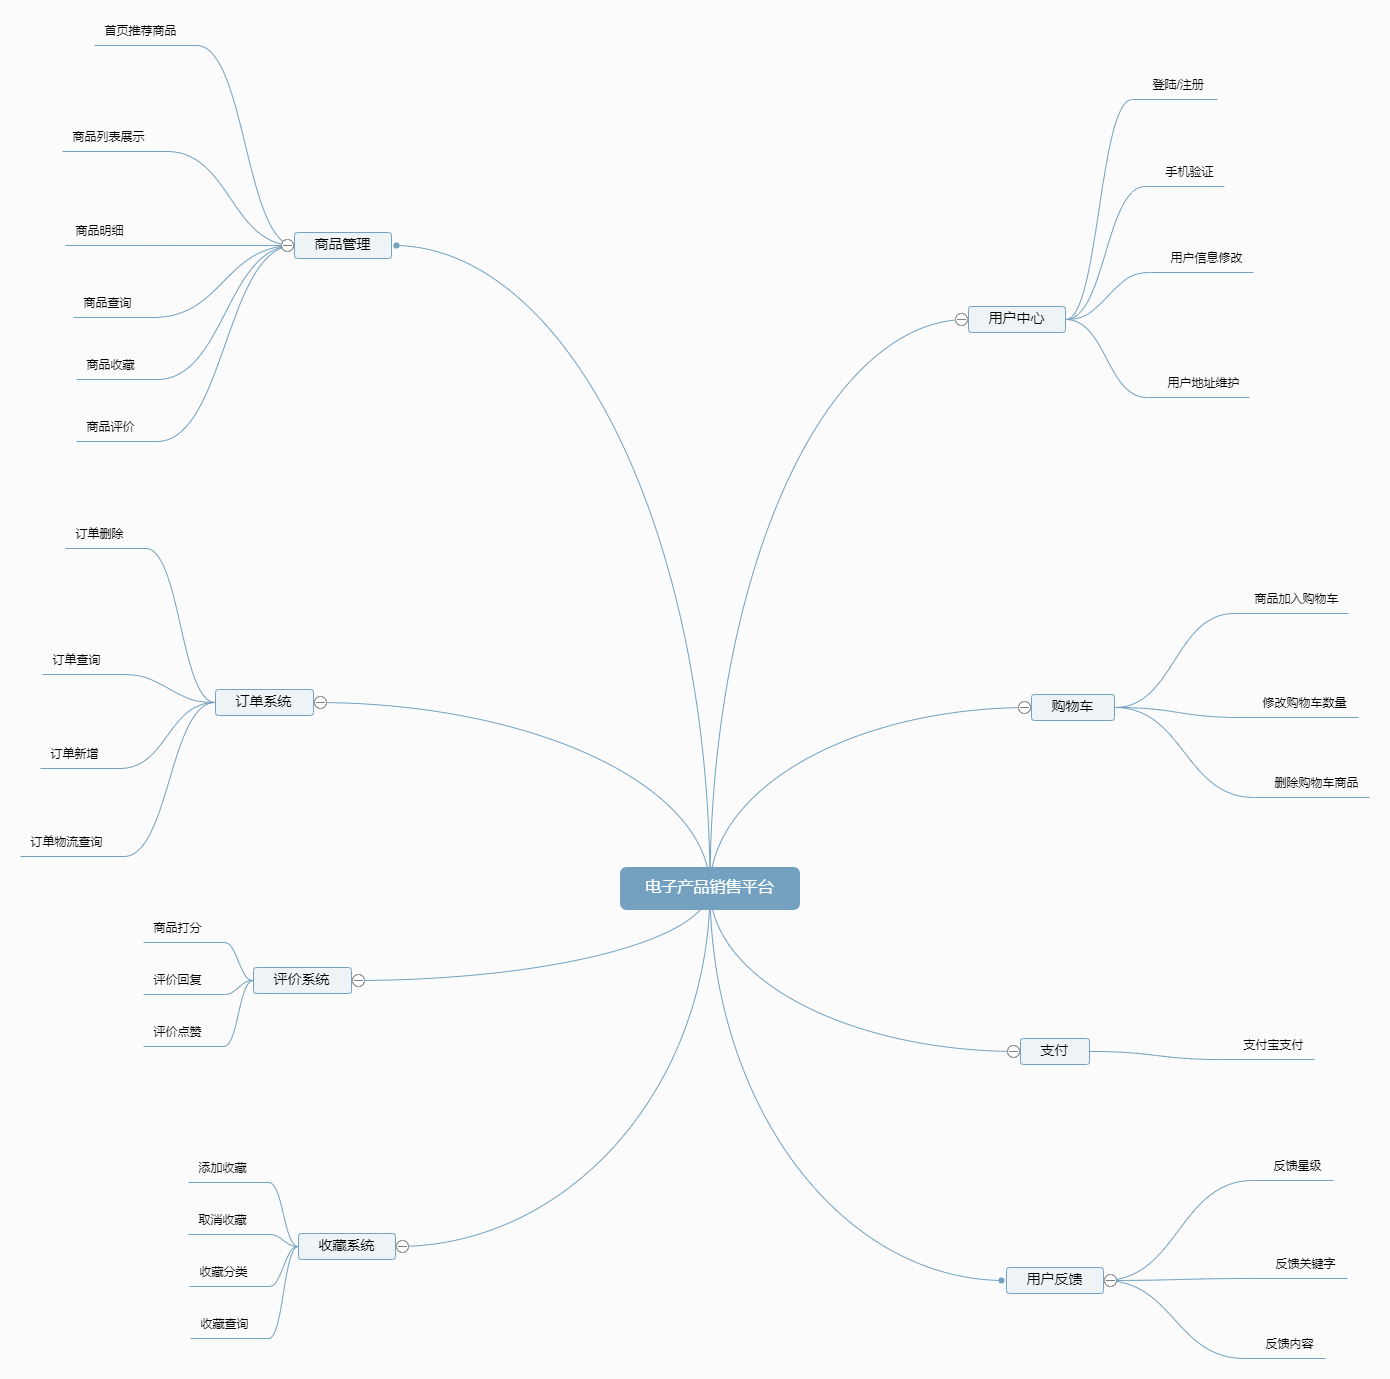 首页推荐商品
商品列表展示
商品明细
商品管理
商品查询
商品收藏
商品评价
登陆/注册
手机验证
用户信息修改
用户中心
用户地址维护
订单删除
订单查询
订单系统
订单新增
订单物流查询
商品加入购物车
购物车
修改购物车数量
删除购物车商品
电子产品销售平台
商品打分
评价回复
评价系统
评价点赞
支付
支付宝支付
添加收藏
取消收藏
收藏系统
收藏分类
收藏查询
反馈星级
反馈关键字
用户反馈
反馈内容